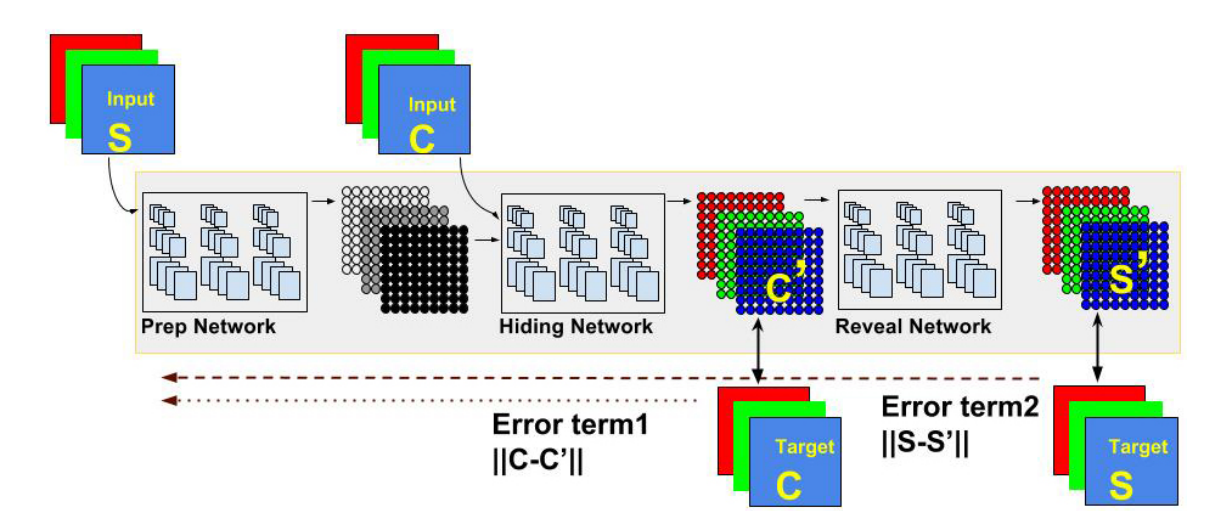 Input
S
Input
C
Prep Network
Hiding Network
C’
Reveal Network
S’
Error term1
||C-C’||
Error term2
||S-S’||
Target
C
Target
S